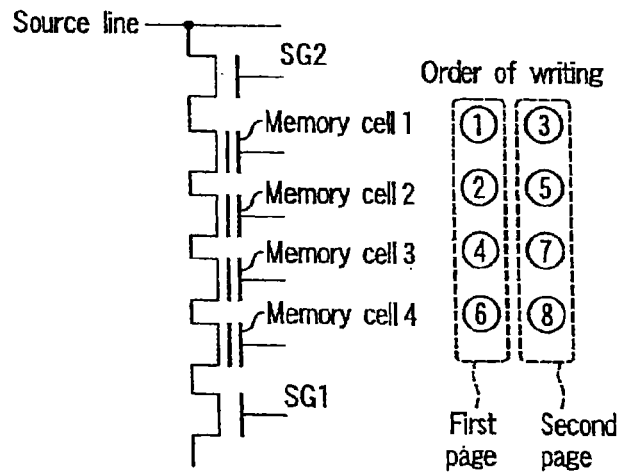 Source line
SG2
Order of writing
Memory cell 1
1 3
Memory cell 2
2 5
Memory cell 3
4 7
Memory cell 4
6 8
SG1
First Second
page page